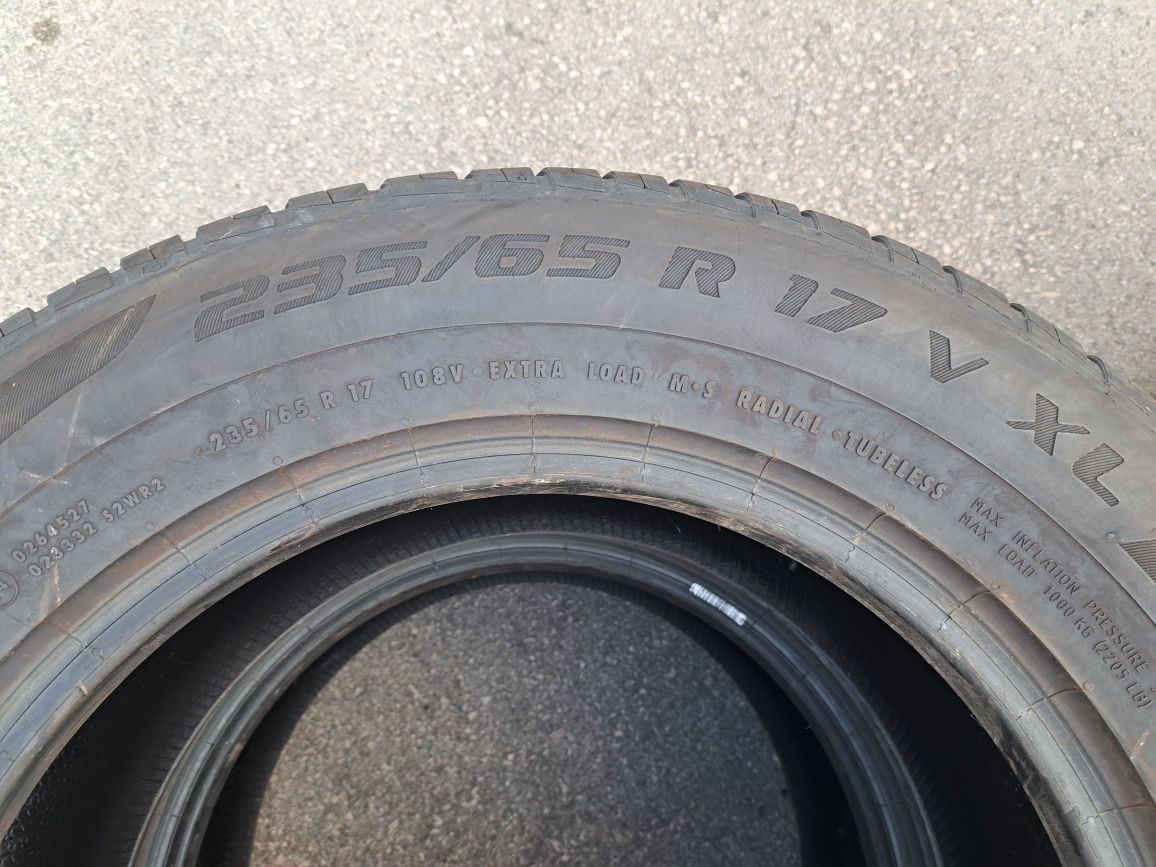 235/65 R 17 V XL
235/65 R 17 108V · EXTRA LOAD M·S RADIAL · TUBELESS
MAX INFLATION PRESSURE
MAX LOAD 1000 KG (2205 LB)
0264527
028332 S2WR2